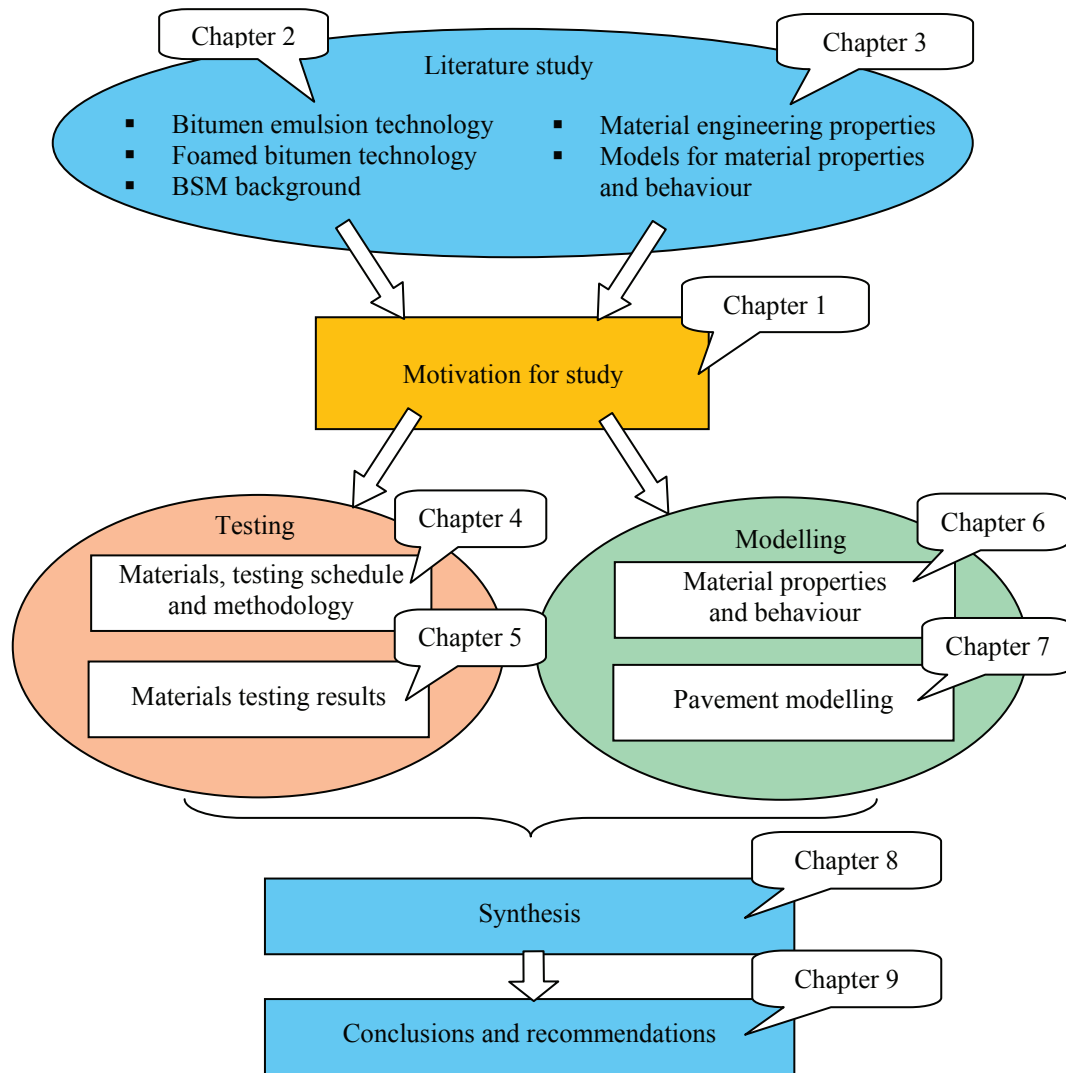 Chapter 2
Chapter 3
Literature study
▪ Bitumen emulsion technology
▪ Foamed bitumen technology
▪ BSM background
▪ Material engineering properties
▪ Models for material properties
and behaviour
Chapter 1
Motivation for study
Testing
Chapter 4
Materials, testing schedule
and methodology
Chapter 5
Materials testing results
Modelling
Chapter 6
Material properties
and behaviour
Chapter 7
Pavement modelling
Chapter 8
Synthesis
Chapter 9
Conclusions and recommendations